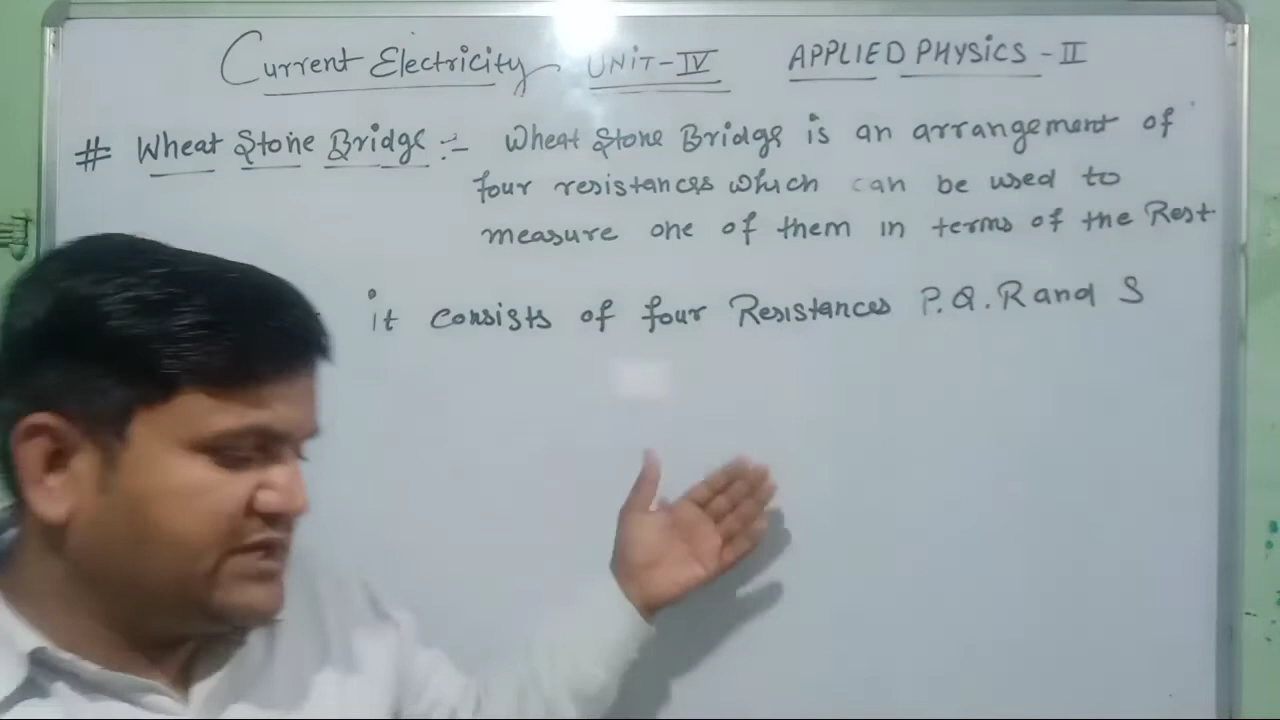 Current Electricity UNiT-IV APPLIED PHYSICS - II
# Wheat Stone Bridge :- Wheat Stone Bridge is an arrangement of
four resistances which can be used to
measure one of them in terms of the Rest
it consists of four Resistances P.Q.R and S